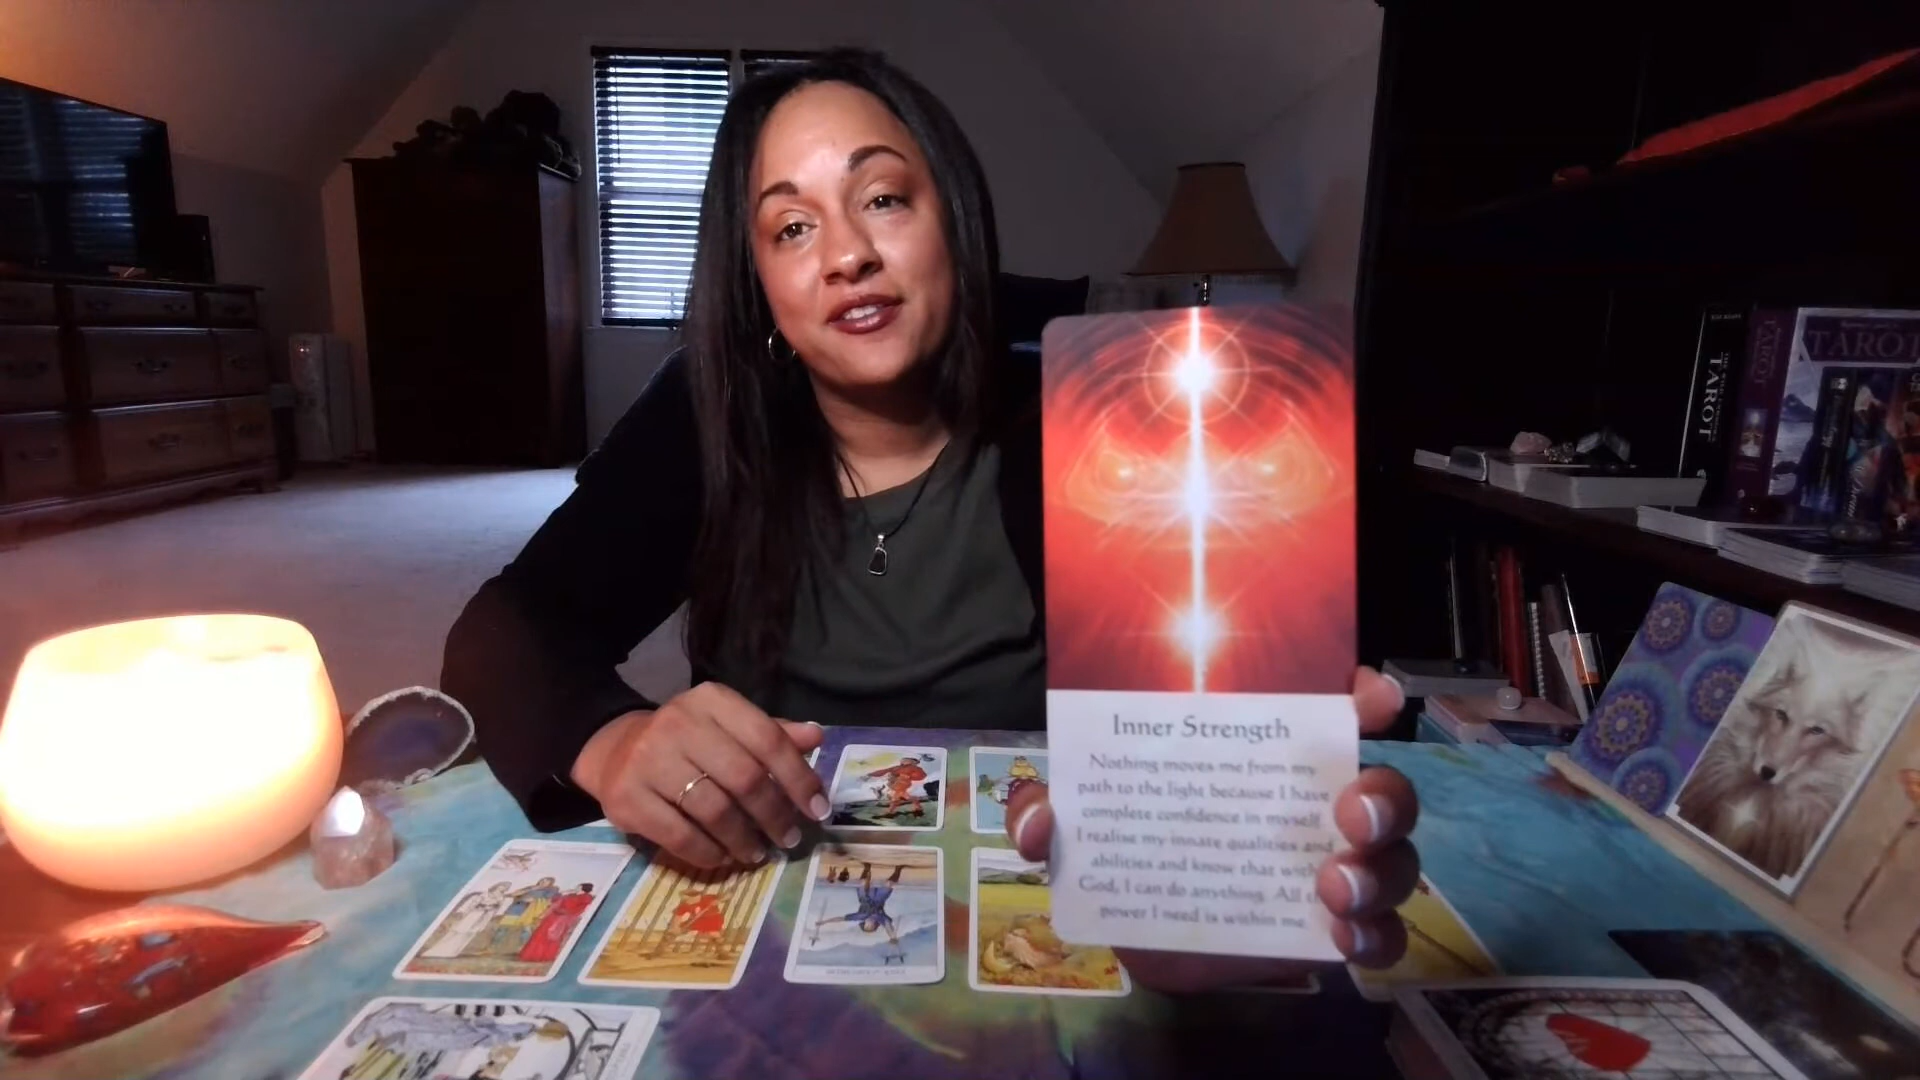 Inner Strength
Nothing moves me from my
path to the light because I have
complete confidence in myself.
I realise my innate qualities and
abilities and know that with
God, I can do anything. All
power I need is within me.
TAROT
TAROT
TAROT